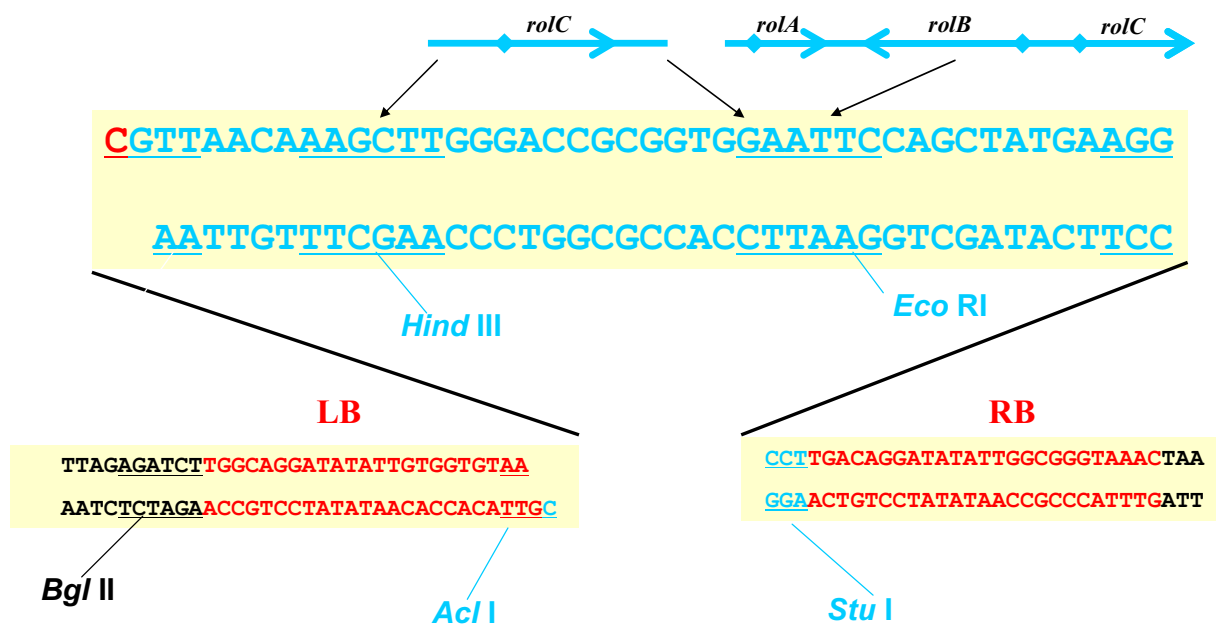 rolC rolA rolB rolC
CGTTAACAAAGCTTGGGACCGCGGTGGAATTCCAGCTATGAAGG
AATTGTTTCGAACCCTGGCGCCACCTTAAGGTCGATACTTCC
Hind III Eco RI
LB RB
TTAGAGATCTTGGCAGGATATATTGTGGTGTAA CCTTGACAGGATATATTGGCGGGTAAACTAA
AATCTCTAGAACCGTCCTATATAACACCACATTGC GGAACTGTCCTATATAACCGCCCATTTGATT
Bgl II Acl I Stu I